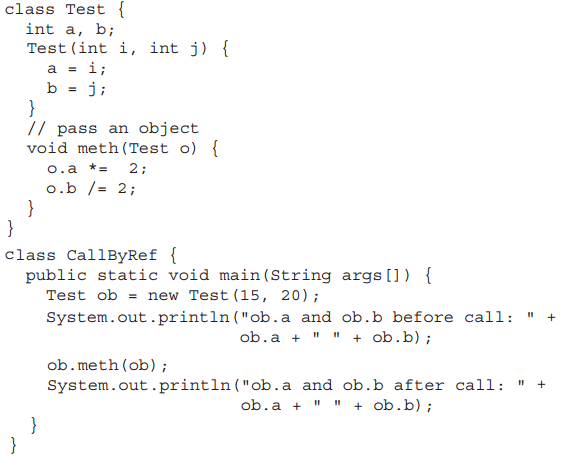 class Test {
  int a, b;
  Test(int i, int j) {
    a = i;
    b = j;
  }
  // pass an object
  void meth(Test o) {
    o.a *=  2;
    o.b /= 2;
  }
}
class CallByRef {
  public static void main(String args[]) {
    Test ob = new Test(15, 20);
    System.out.println("ob.a and ob.b before call: " +
                       ob.a + " " + ob.b);
    ob.meth(ob);
    System.out.println("ob.a and ob.b after call: " +
                       ob.a + " " + ob.b);
  }
}